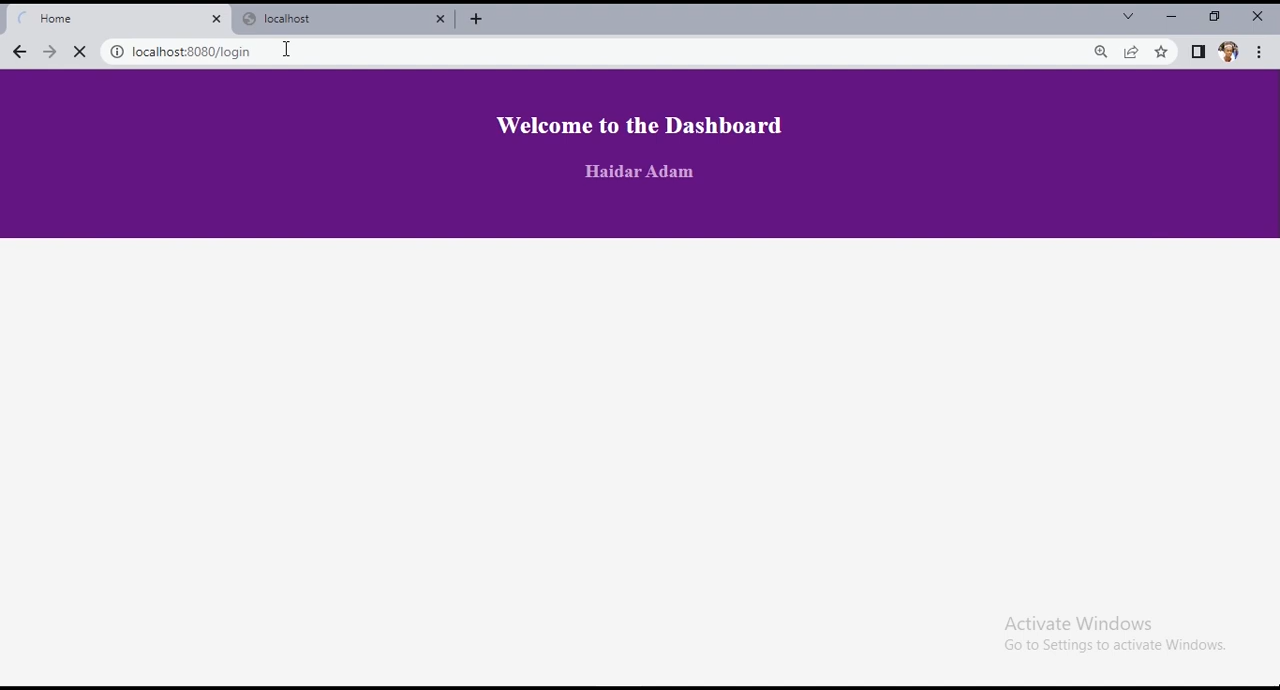 Home
localhost
localhost:8080/login
Welcome to the Dashboard
Haidar Adam
Activate Windows
Go to Settings to activate Windows.